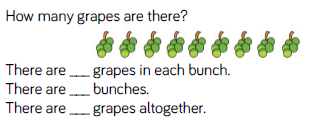 How many grapes are there?
There are ___ grapes in each bunch.
There are ___ bunches.
There are ___ grapes altogether.